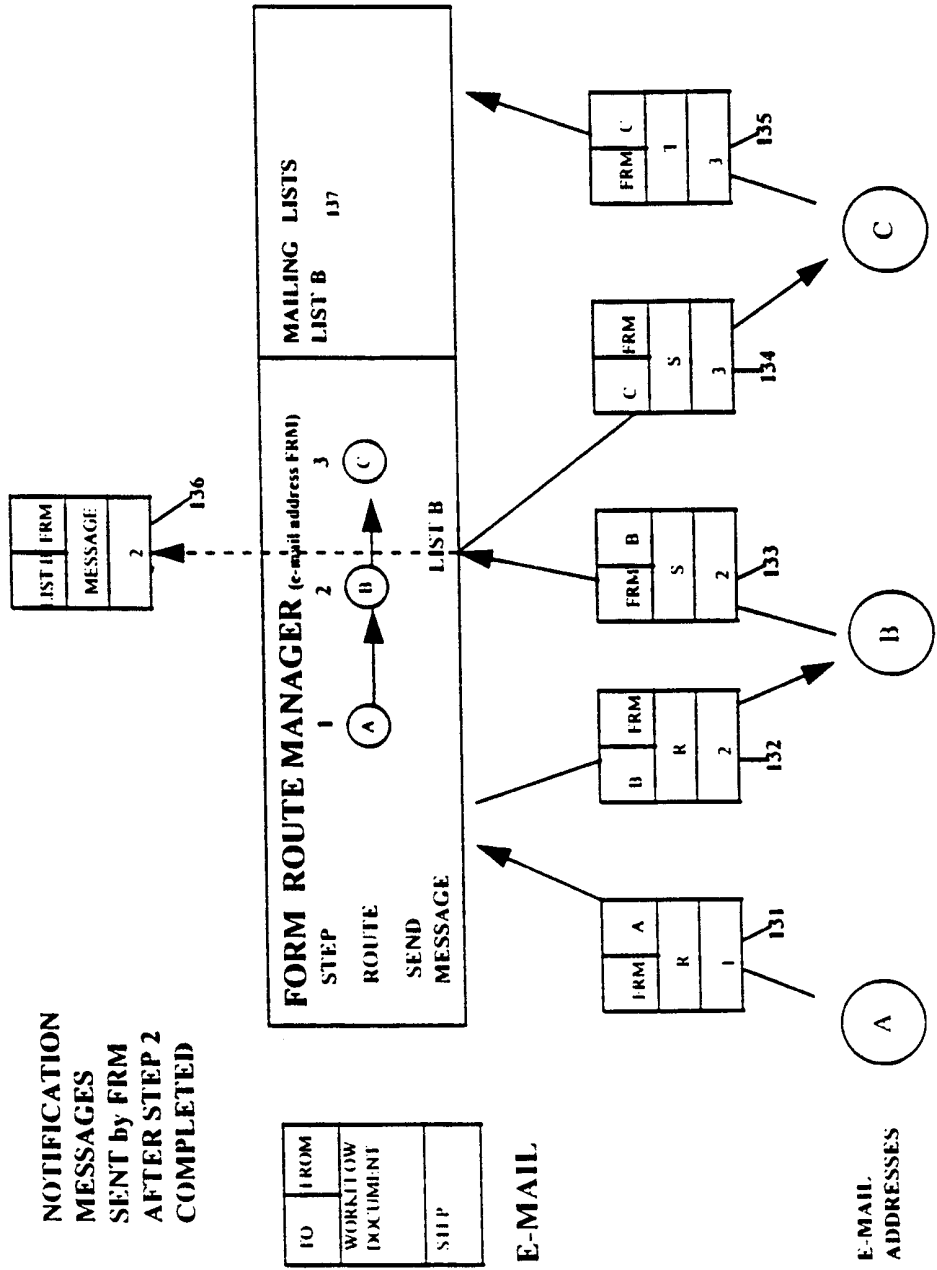 NOTIFICATION
MESSAGES
SENT by FRM
AFTER STEP 2
COMPLETED
LIST B FRM
MESSAGE
2
136
TO FROM
WORKFLOW
DOCUMENT
STEP
E-MAIL
FORM ROUTE MANAGER (e-mail address FRM)
STEP 1 2 3
ROUTE A B C
SEND
MESSAGE LIST B
MAILING LISTS
LIST B 137
FRM A
R
1
131
B FRM
R
2
132
FRM B
S
2
133
C FRM
S
3
134
FRM C
T
3
135
E-MAIL
ADDRESSES
A
B
C